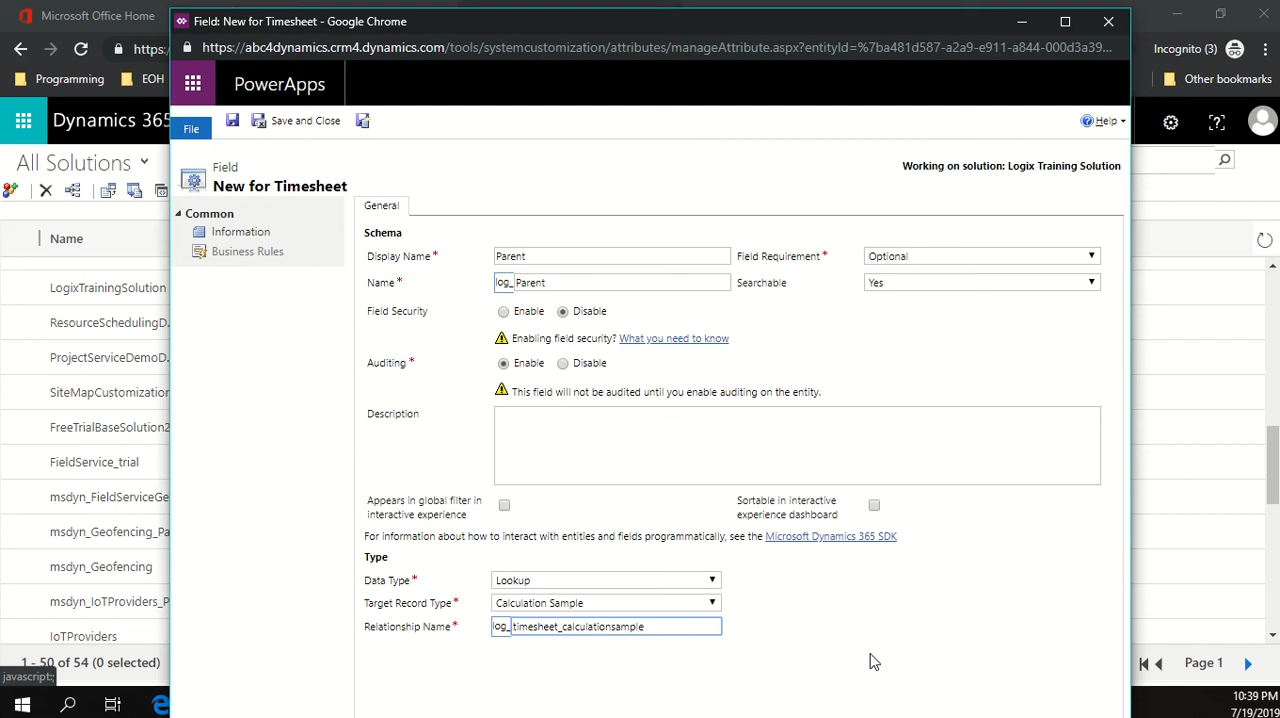 Microsoft Office Home
Field: New for Timesheet - Google Chrome
https:
https://abc4dynamics.crm4.dynamics.com/tools/systemcustomization/attributes/manageAttribute.aspx?entityId=%7ba481d587-a2a9-e911-a844-000d3a39...
Incognito (3)
Programming
EOH
PowerApps
Other bookmarks
Dynamics 365
File
Save and Close
Help
All Solutions
Field
New for Timesheet
Working on solution: Logix Training Solution
Common
Information
Business Rules
General
Name
Schema
Display Name*
Parent
Field Requirement*
Optional
Name*
log_
Parent
Searchable
Yes
Field Security
Enable
Disable
Enabling field security? What you need to know
Auditing*
Enable
Disable
This field will not be audited until you enable auditing on the entity.
Description
Appears in global filter in
interactive experience
Sortable in interactive
experience dashboard
For information about how to interact with entities and fields programmatically, see the Microsoft Dynamics 365 SDK
Type
Data Type*
Lookup
Target Record Type*
Calculation Sample
Relationship Name*
log_
timesheet_calculationsample
LogixTrainingSolution
ResourceSchedulingD
ProjectServiceDemoD
SiteMapCustomization
FreeTrialBaseSolution2
FieldService_trial
msdyn_FieldServiceGe
msdyn_Geofencing_Pa
msdyn_Geofencing
msdyn_IoTProviders_P
IoTProviders
1 - 50 of 54 (0 selected)
Page 1
javascript:;
10:39 PM
7/19/2019